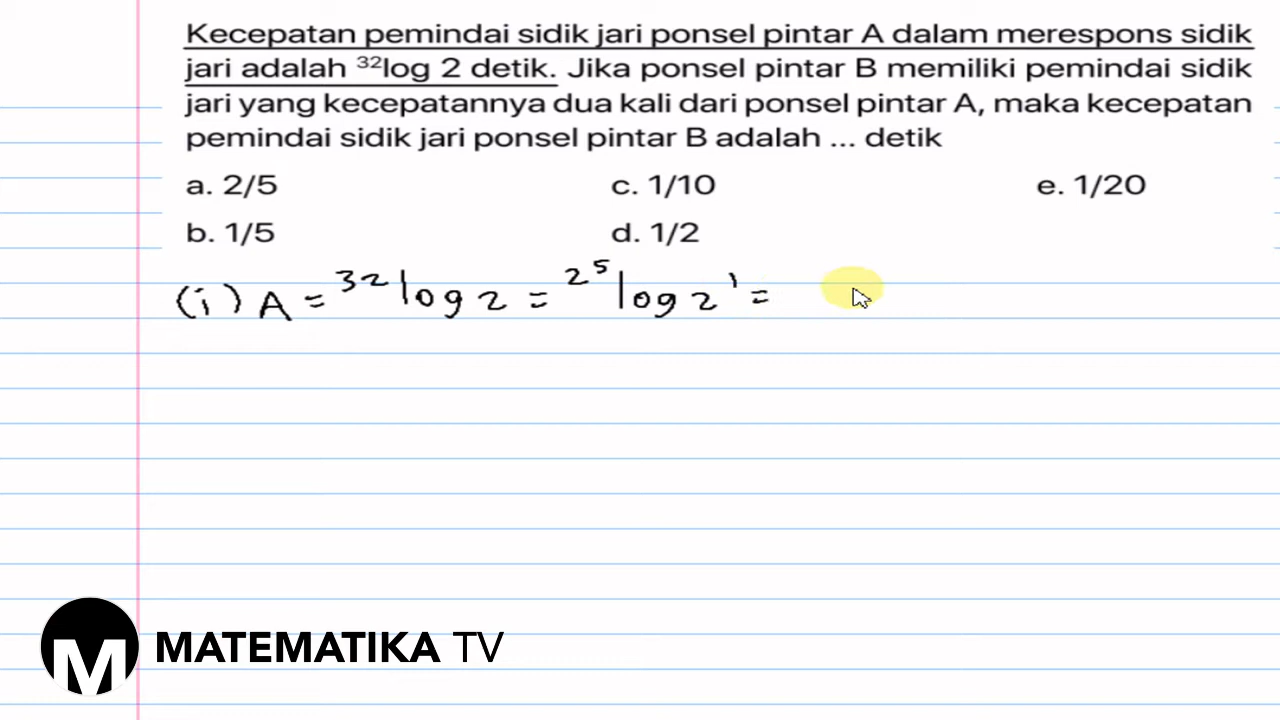 Kecepatan pemindai sidik jari ponsel pintar A dalam merespons sidik
jari adalah ³²log 2 detik. Jika ponsel pintar B memiliki pemindai sidik
jari yang kecepatannya dua kali dari ponsel pintar A, maka kecepatan
pemindai sidik jari ponsel pintar B adalah ... detik
a. 2/5 c. 1/10 e. 1/20
b. 1/5 d. 1/2
(i) A = ³²log 2 = ²^⁵log 2¹ =
M MATEMATIKA TV